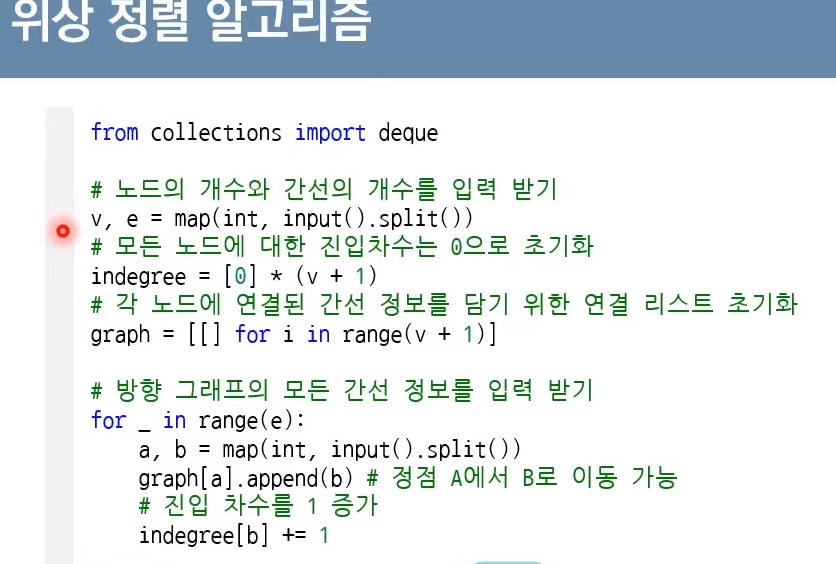 위상 정렬 알고리즘
from collections import deque
# 노드의 개수와 간선의 개수를 입력 받기
v, e = map(int, input().split())
# 모든 노드에 대한 진입차수는 0으로 초기화
indegree = [0] * (v + 1)
# 각 노드에 연결된 간선 정보를 담기 위한 연결 리스트 초기화
graph = [[] for i in range(v + 1)]
# 방향 그래프의 모든 간선 정보를 입력 받기
for _ in range(e):
a, b = map(int, input().split())
graph[a].append(b) # 정점 A에서 B로 이동 가능
# 진입 차수를 1 증가
indegree[b] += 1